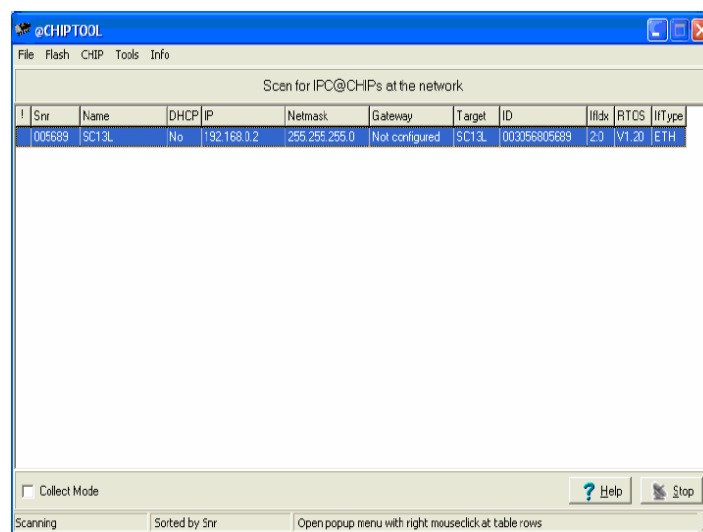 @CHIPTOOL
File Flash CHIP Tools Info
Scan for IPC@CHIPs at the network
! Snr Name DHCP IP Netmask Gateway Target ID IfIdx RTOS IfType
005689 SC13L No 192.168.0.2 255.255.255.0 Not configured SC13L 003056805689 2:0 V1.20 ETH
Collect Mode ? Help Stop
Scanning Sorted by Snr Open popup menu with right mouseclick at table rows